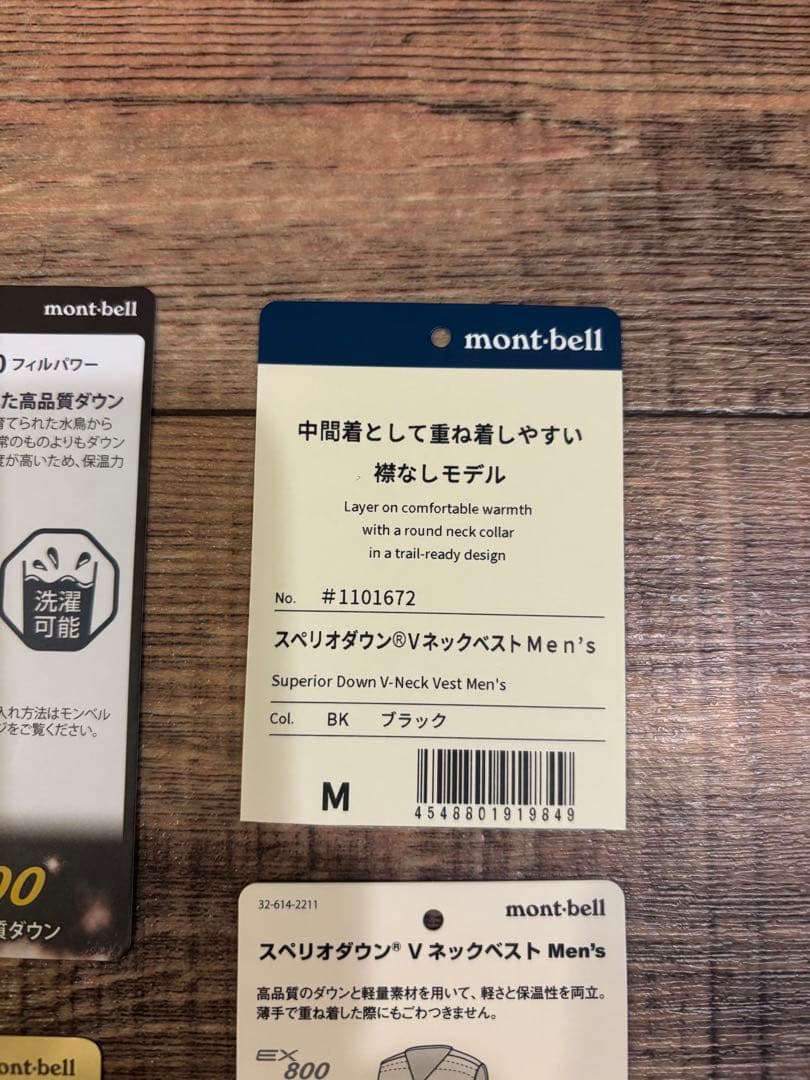 mont·bell
0 フィルパワー
た高品質ダウン
育てられた水鳥から
常のものよりもダウン
度が高いため、保温力
洗濯
可能
入れ方法はモンベル
ジをご覧ください。
00
質ダウン
ont·bell
mont·bell
中間着として重ね着しやすい
襟なしモデル
Layer on comfortable warmth
with a round neck collar
in a trail-ready design
No. #1101672
スペリオダウン®VネックベストMen's
Superior Down V-Neck Vest Men's
Col. BK ブラック
M
4548801919849
32-614-2211
mont·bell
スペリオダウン® V ネックベスト Men's
高品質のダウンと軽量素材を用いて、軽さと保温性を両立。
薄手で重ね着した際にもごわつきません。
EX
800